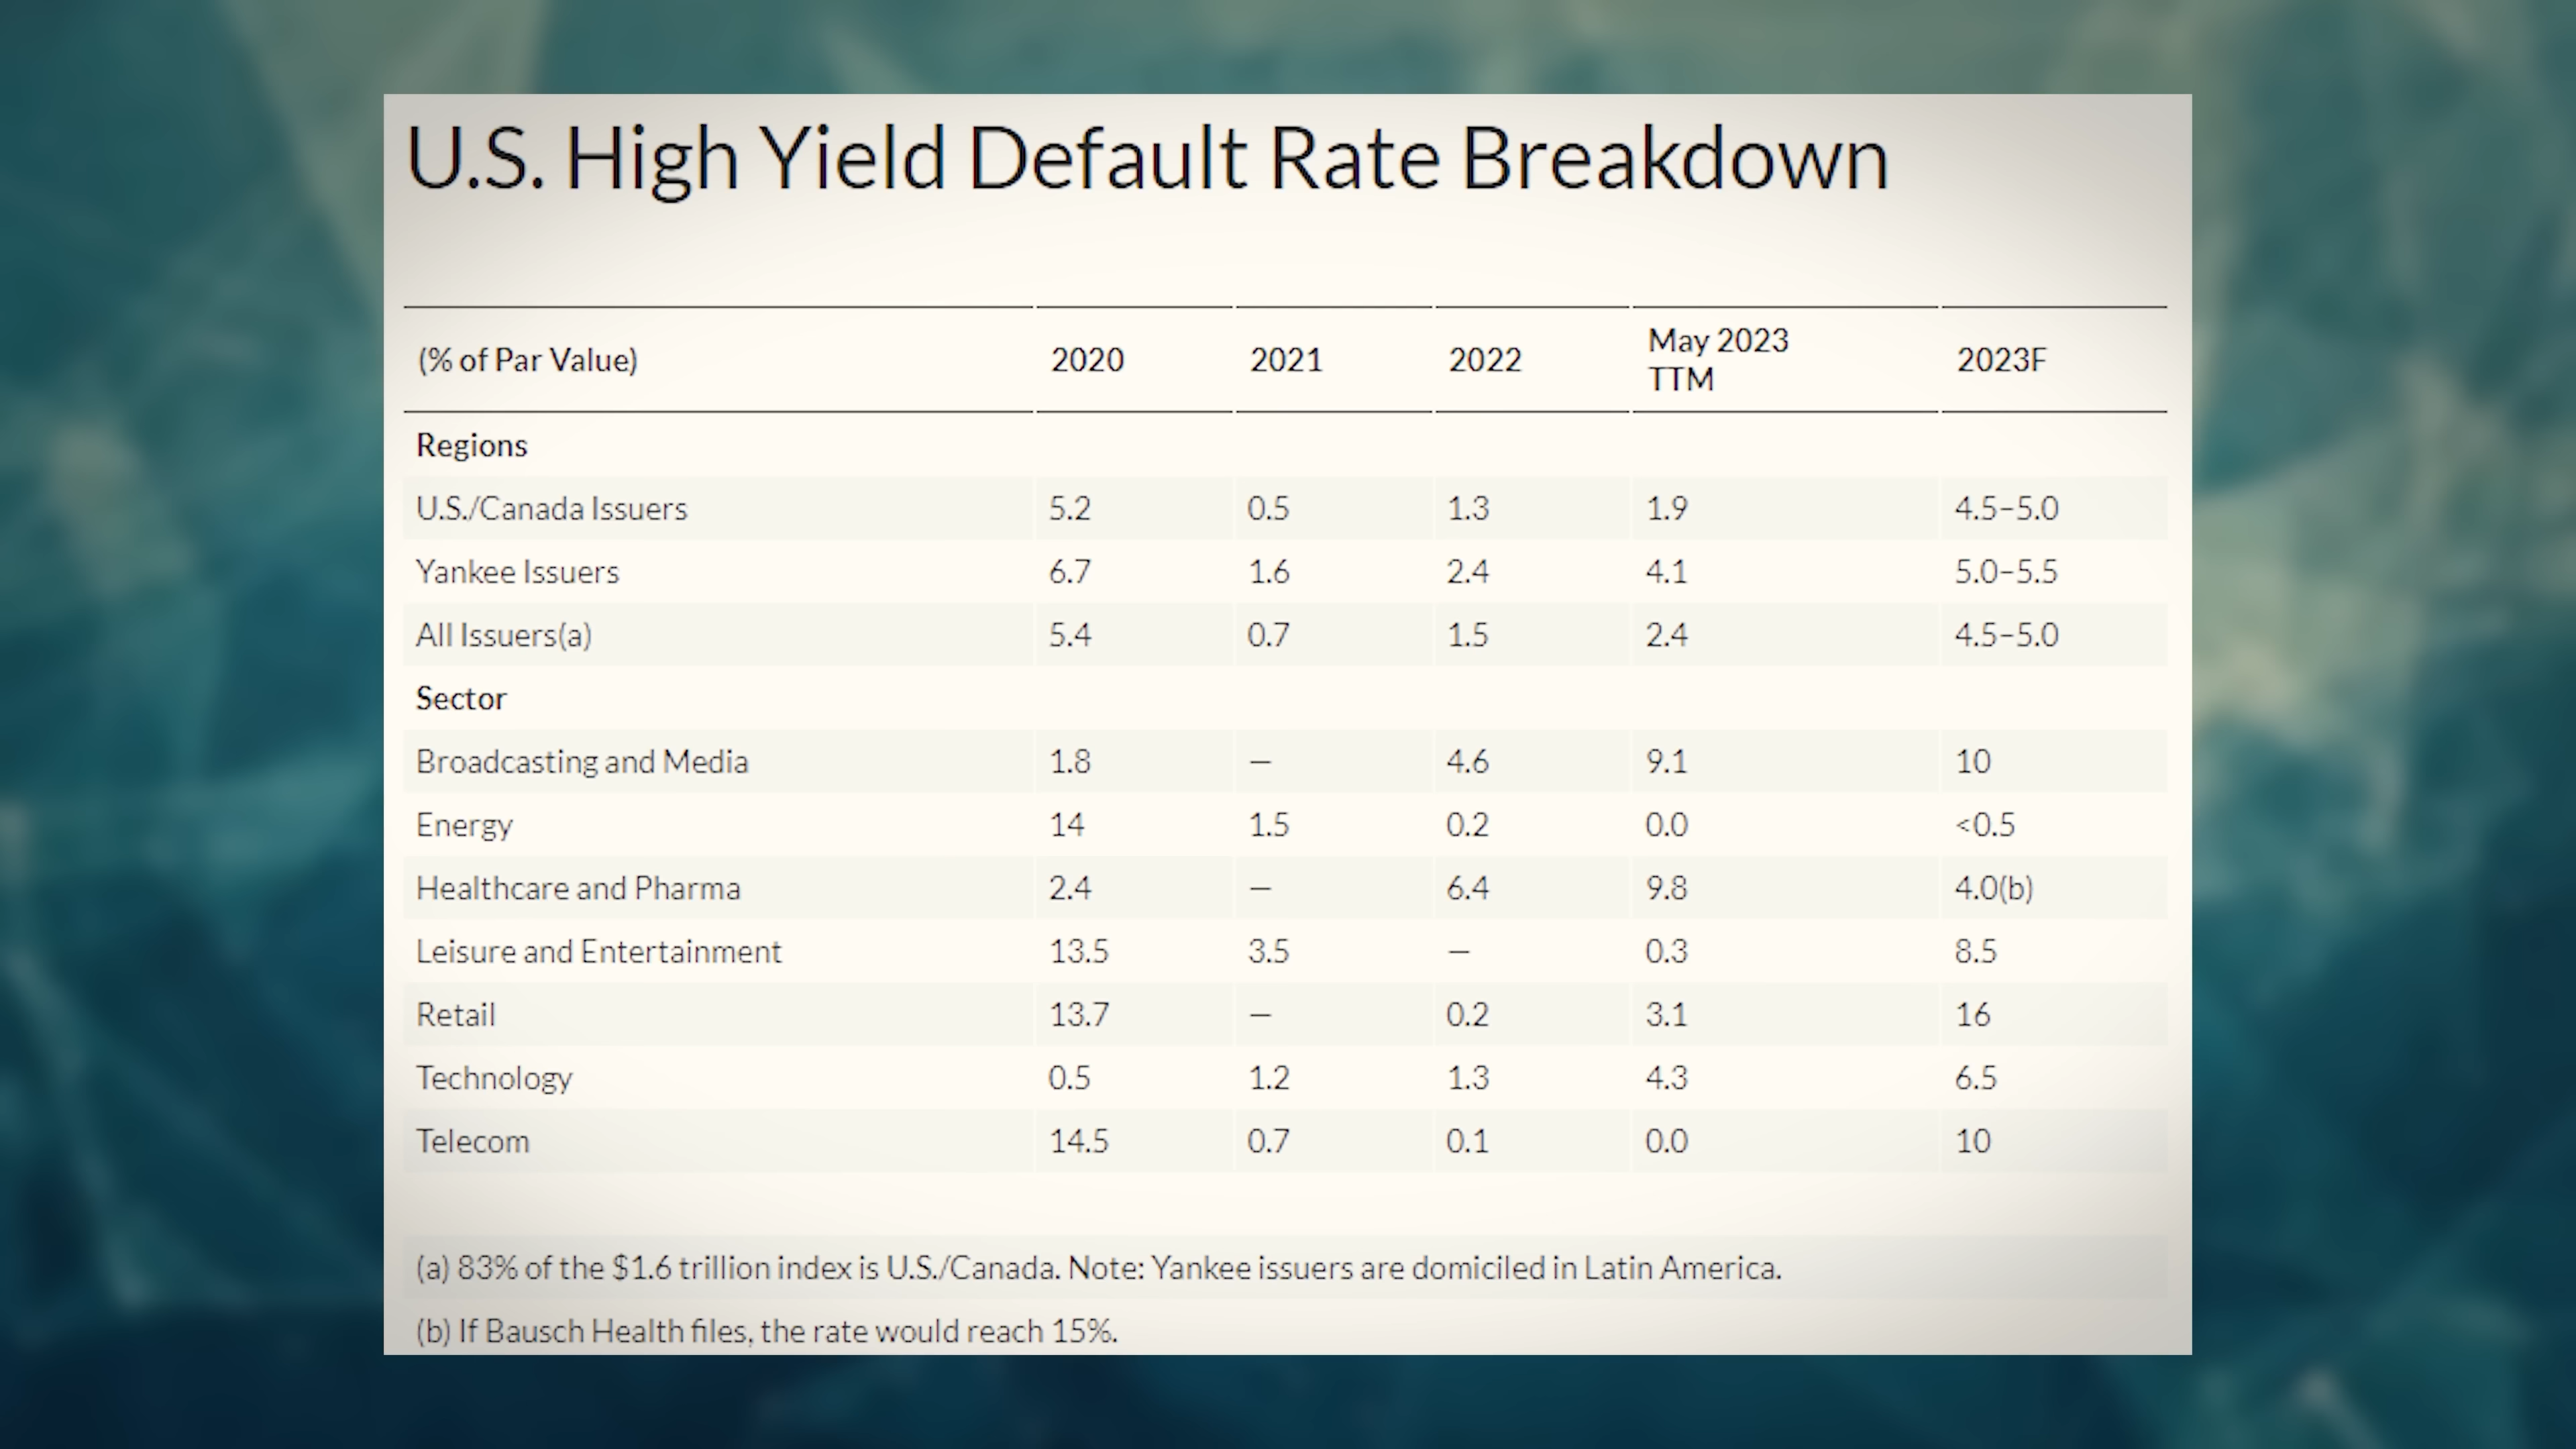 U.S. High Yield Default Rate Breakdown
(% of Par Value) 2020 2021 2022 May 2023 TTM 2023F
Regions
U.S./Canada Issuers 5.2 0.5 1.3 1.9 4.5–5.0
Yankee Issuers 6.7 1.6 2.4 4.1 5.0–5.5
All Issuers(a) 5.4 0.7 1.5 2.4 4.5–5.0
Sector
Broadcasting and Media 1.8 — 4.6 9.1 10
Energy 14 1.5 0.2 0.0 <0.5
Healthcare and Pharma 2.4 — 6.4 9.8 4.0(b)
Leisure and Entertainment 13.5 3.5 — 0.3 8.5
Retail 13.7 — 0.2 3.1 16
Technology 0.5 1.2 1.3 4.3 6.5
Telecom 14.5 0.7 0.1 0.0 10
(a) 83% of the $1.6 trillion index is U.S./Canada. Note: Yankee issuers are domiciled in Latin America.
(b) If Bausch Health files, the rate would reach 15%.